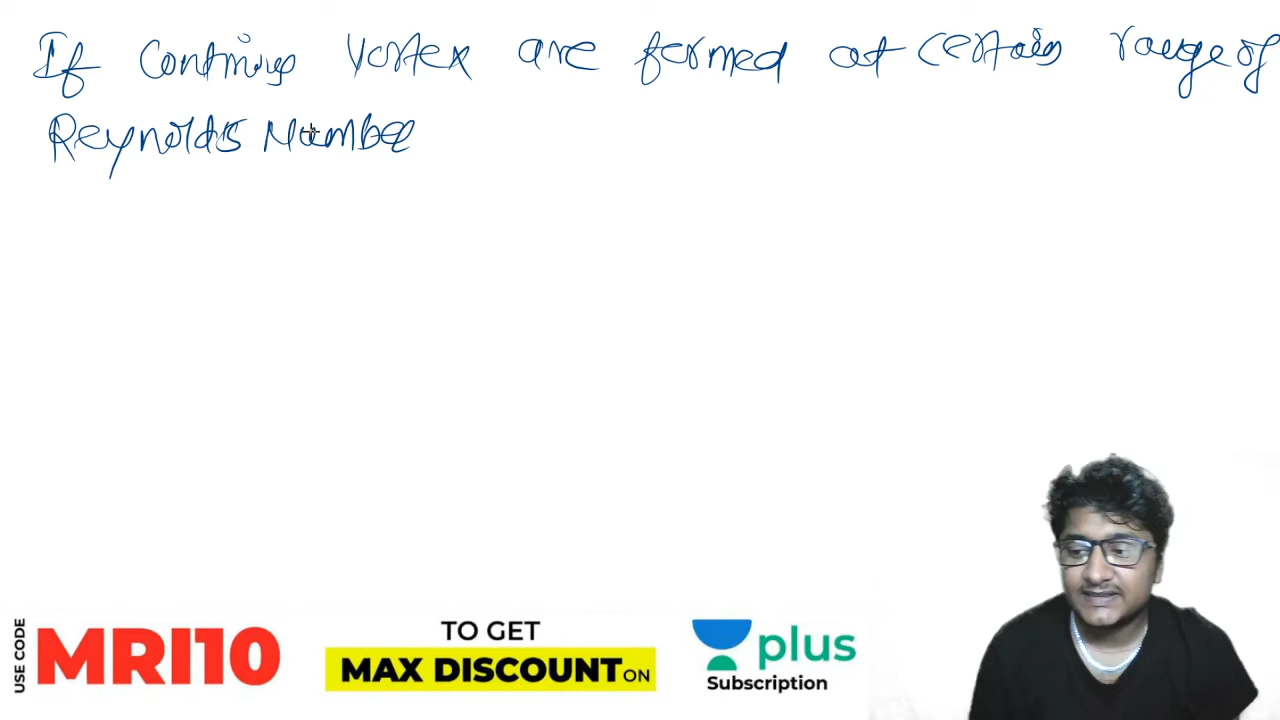 If Continus Vortex are formed at certain range of
Reynolds Number
USE CODE
MRI10
TO GET
MAX DISCOUNT ON
plus
Subscription